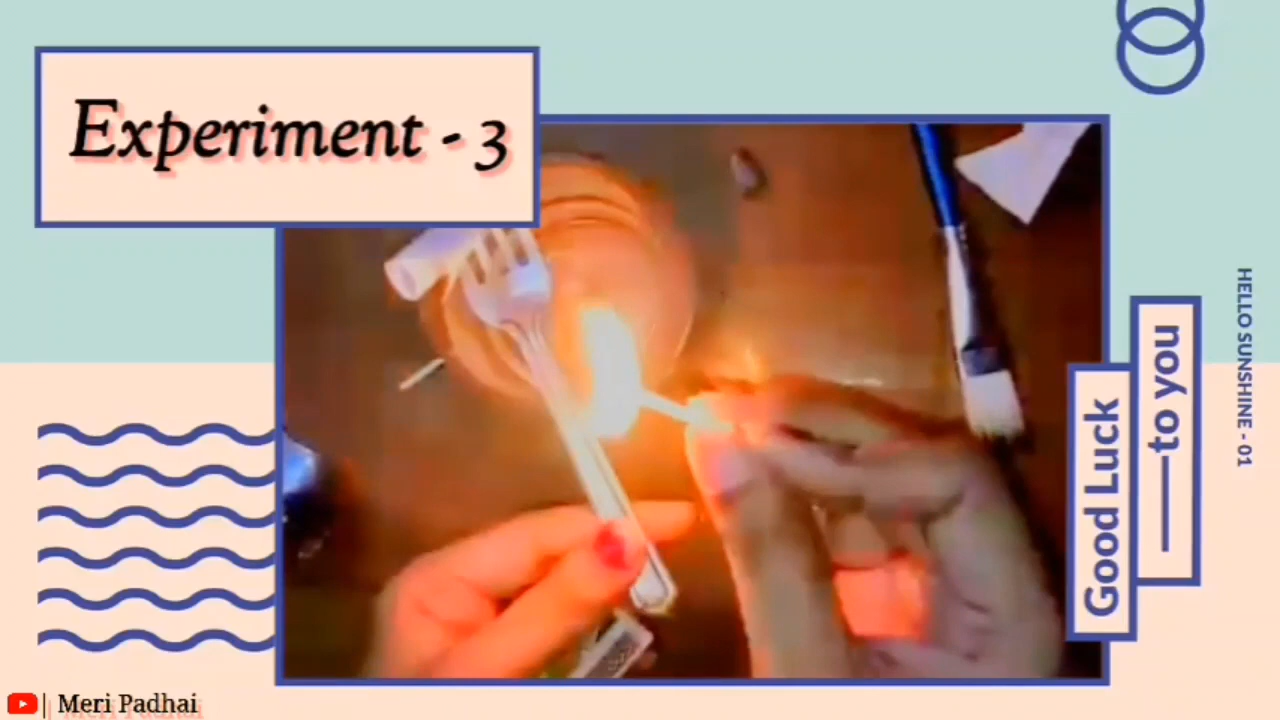 Experiment - 3
Good Luck
to you
HELLO SUNSHINE - 01
| Meri Padhai